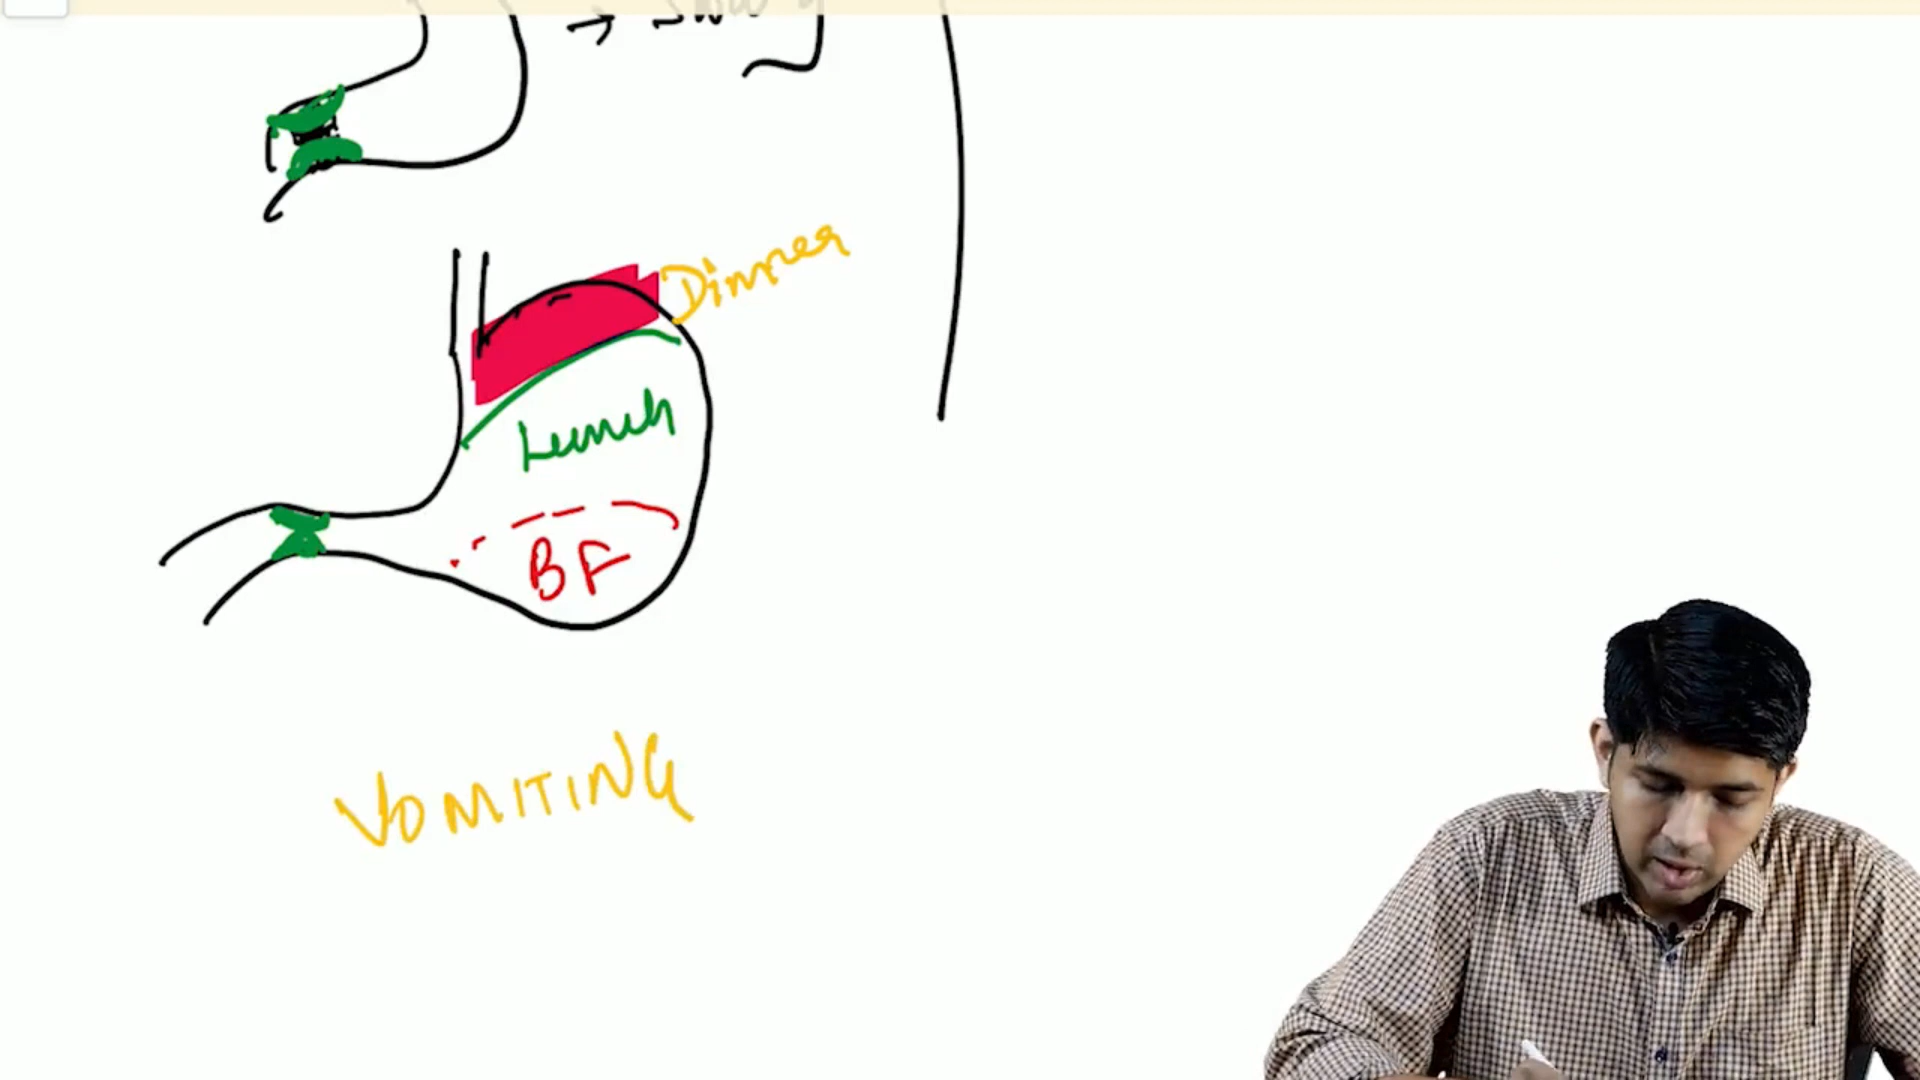 →
Dinner
Lunch
BF
VOMITING